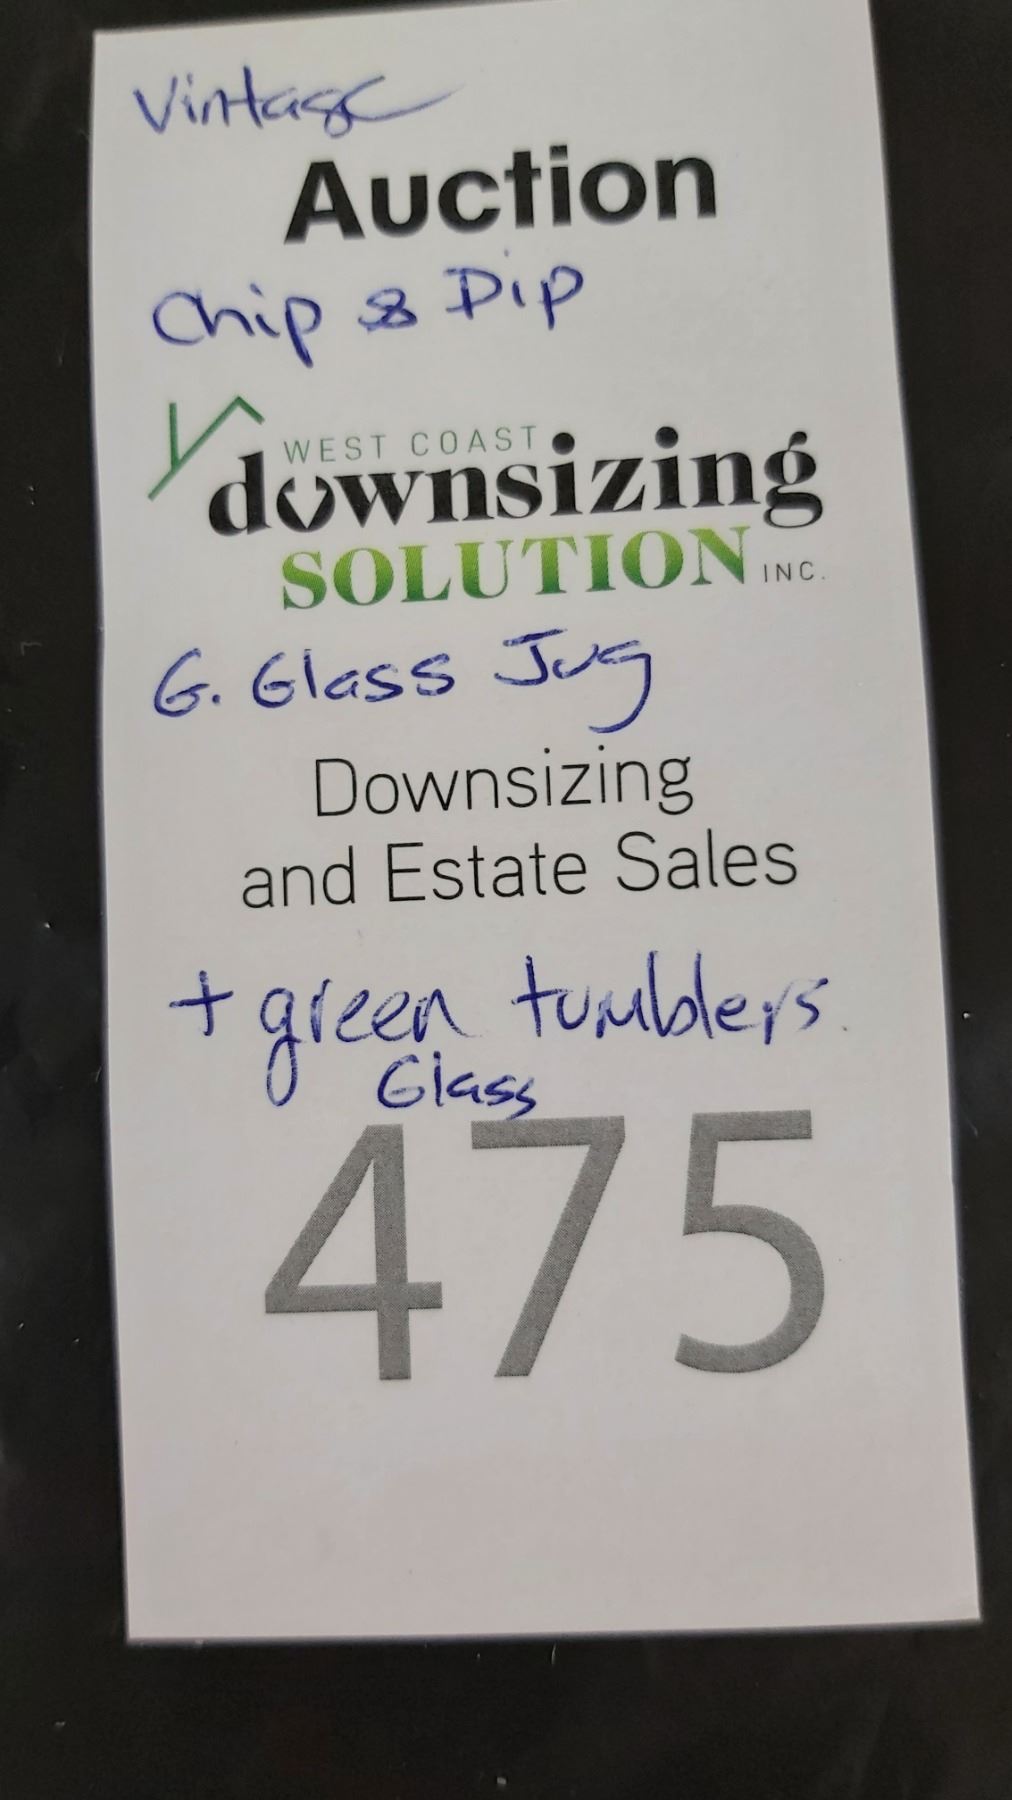 Vintage
Auction
Chip & Dip
WEST COAST
downsizing
SOLUTION INC.
G. Glass Jug
Downsizing
and Estate Sales
+ green tumblers
Glass
475